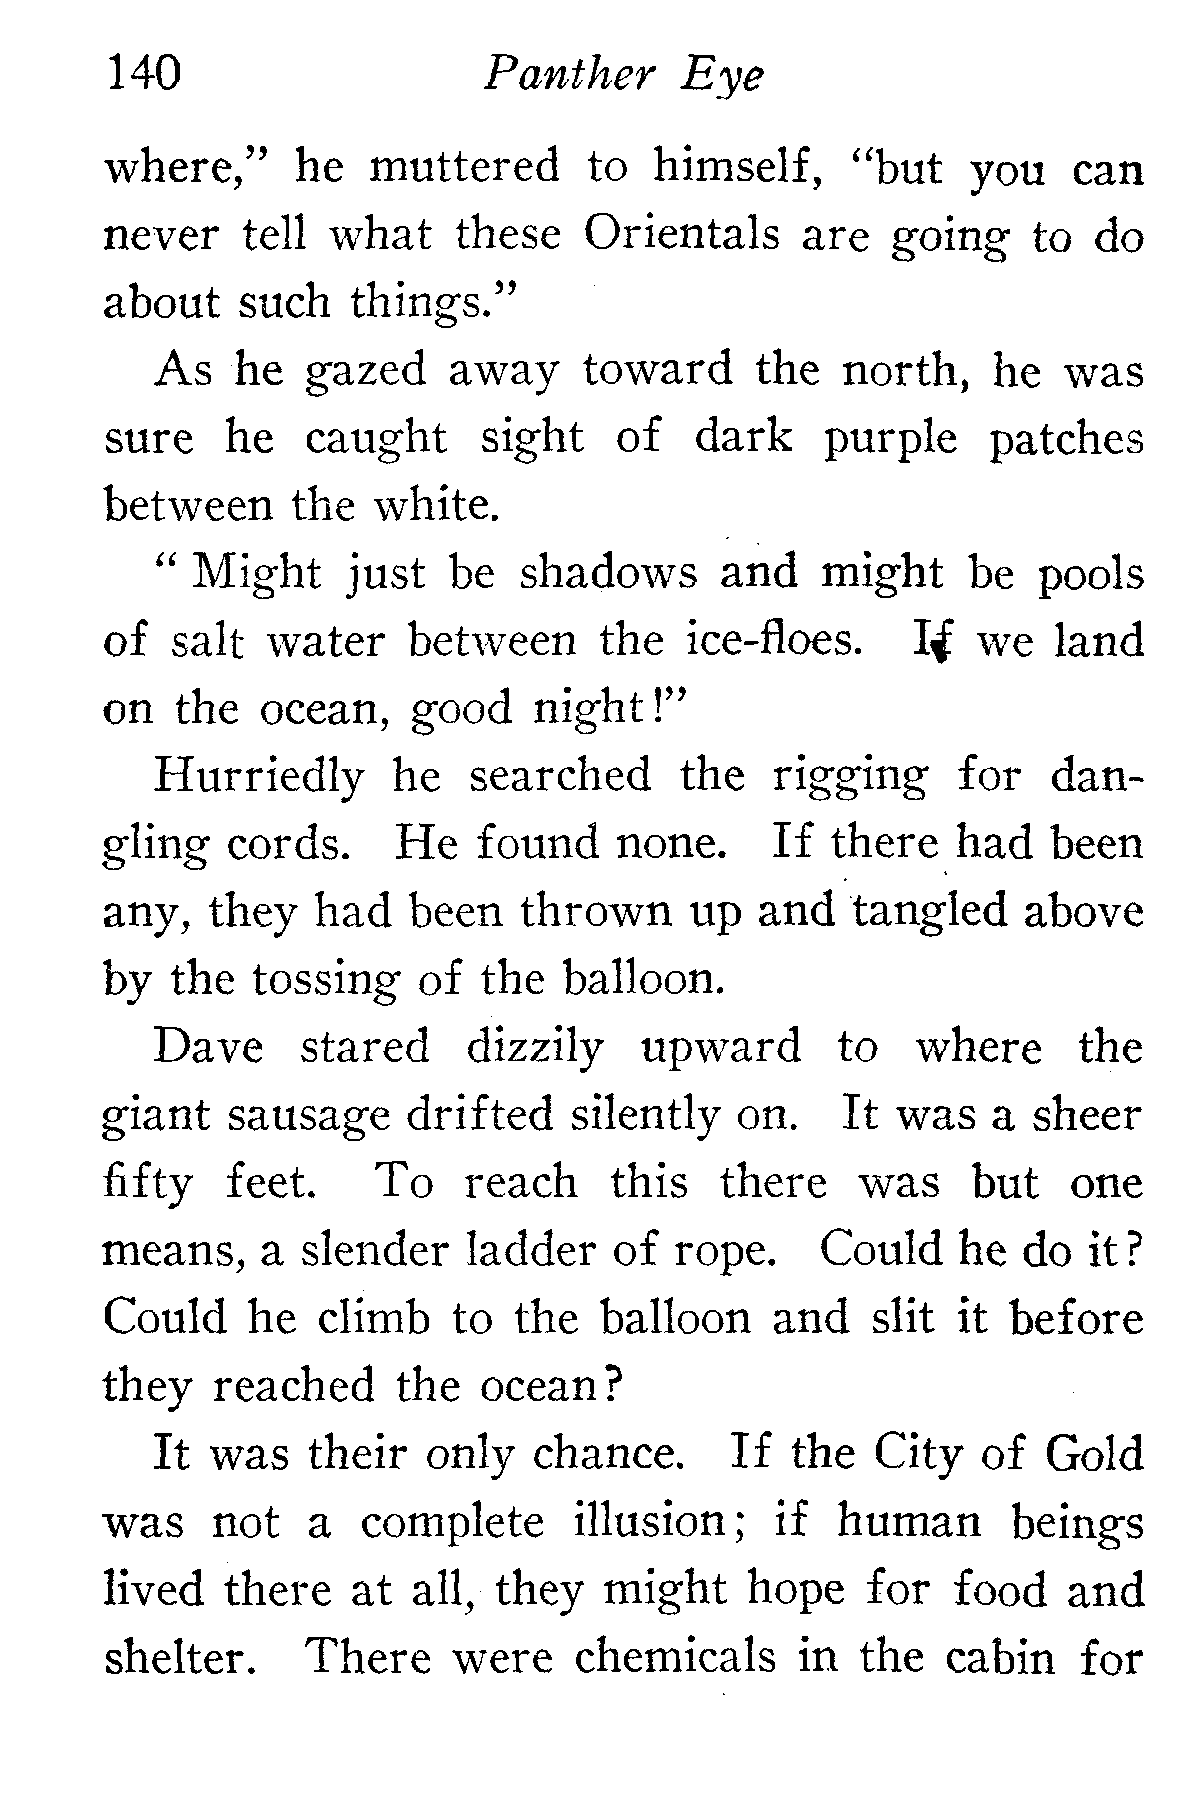 140 Panther Eye
where,” he muttered to himself, “but you can
never tell what these Orientals are going to do
about such things.”
As he gazed away toward the north, he was
sure he caught sight of dark purple patches
between the white.
“ Might just be shadows and might be pools
of salt water between the ice-floes. If we land
on the ocean, good night!”
Hurriedly he searched the rigging for dan-
gling cords. He found none. If there had been
any, they had been thrown up and tangled above
by the tossing of the balloon.
Dave stared dizzily upward to where the
giant sausage drifted silently on. It was a sheer
fifty feet. To reach this there was but one
means, a slender ladder of rope. Could he do it?
Could he climb to the balloon and slit it before
they reached the ocean?
It was their only chance. If the City of Gold
was not a complete illusion; if human beings
lived there at all, they might hope for food and
shelter. There were chemicals in the cabin for